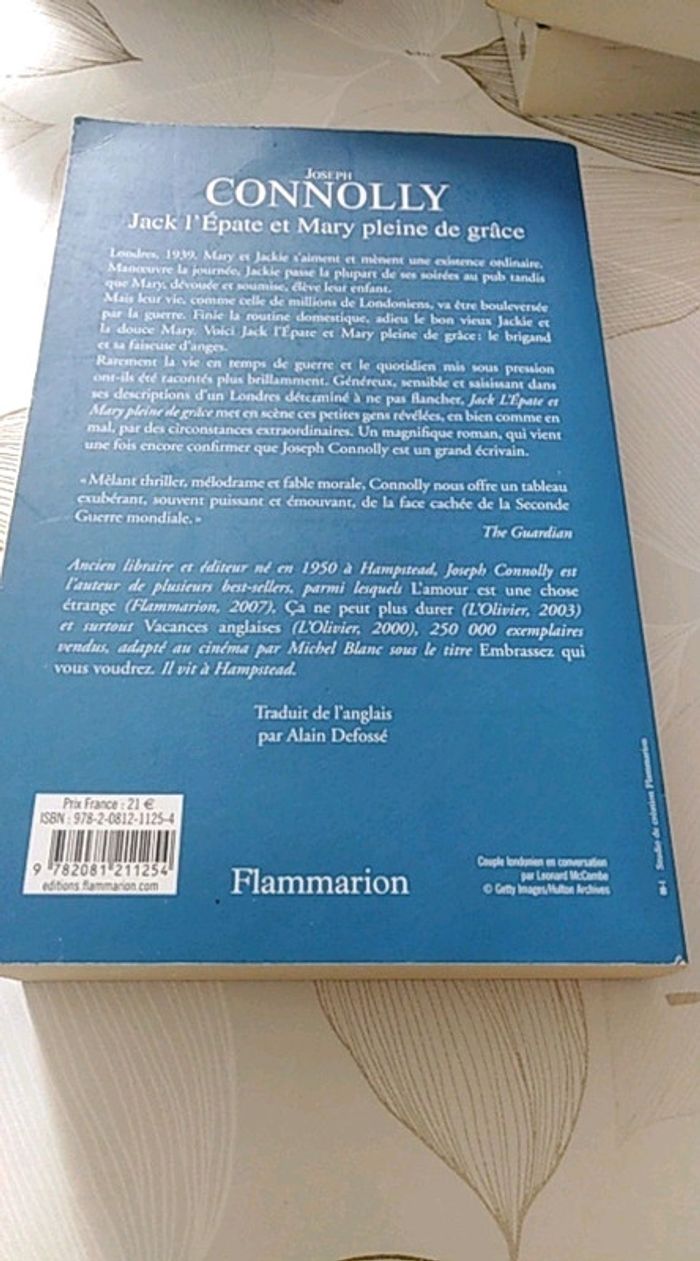 JOSEPH
CONNOLLY
Jack l'Épate et Mary pleine de grâce
Londres, 1939. Mary et Jackie s'aiment et mènent une existence ordinaire.
Manœuvre la journée, Jackie passe la plupart de ses soirées au pub tandis
que Mary, dévouée et soumise, élève leur enfant.
Mais leur vie, comme celle de millions de Londoniens, va être bouleversée
par la guerre. Finie la routine domestique, adieu le bon vieux Jackie et
la douce Mary. Voici Jack l'Épate et Mary pleine de grâce : le brigand
et sa faiseuse d'anges.
Rarement la vie en temps de guerre et le quotidien mis sous pression
ont-ils été racontés plus brillamment. Généreux, sensible et saisissant dans
ses descriptions d'un Londres déterminé à ne pas flancher, Jack L'Épate et
Mary pleine de grâce met en scène ces petites gens révélées, en bien comme en
mal, par des circonstances extraordinaires. Un magnifique roman, qui vient
une fois encore confirmer que Joseph Connolly est un grand écrivain.
« Mêlant thriller, mélodrame et fable morale, Connolly nous offre un tableau
exubérant, souvent puissant et émouvant, de la face cachée de la Seconde
Guerre mondiale. »
The Guardian
Ancien libraire et éditeur né en 1950 à Hampstead, Joseph Connolly est
l'auteur de plusieurs best-sellers, parmi lesquels L'amour est une chose
étrange (Flammarion, 2007), Ça ne peut plus durer (L'Olivier, 2003)
et surtout Vacances anglaises (L'Olivier, 2000), 250 000 exemplaires
vendus, adapté au cinéma par Michel Blanc sous le titre Embrassez qui
vous voudrez. Il vit à Hampstead.
Traduit de l'anglais
par Alain Defossé
Prix France : 21 €
ISBN : 978-2-0812-1125-4
9 782081 211254
editions.flammarion.com
Flammarion
Couple londonien en conversation
par Leonard McCombe
© Getty Images/Hulton Archives
Studio de création Flammarion